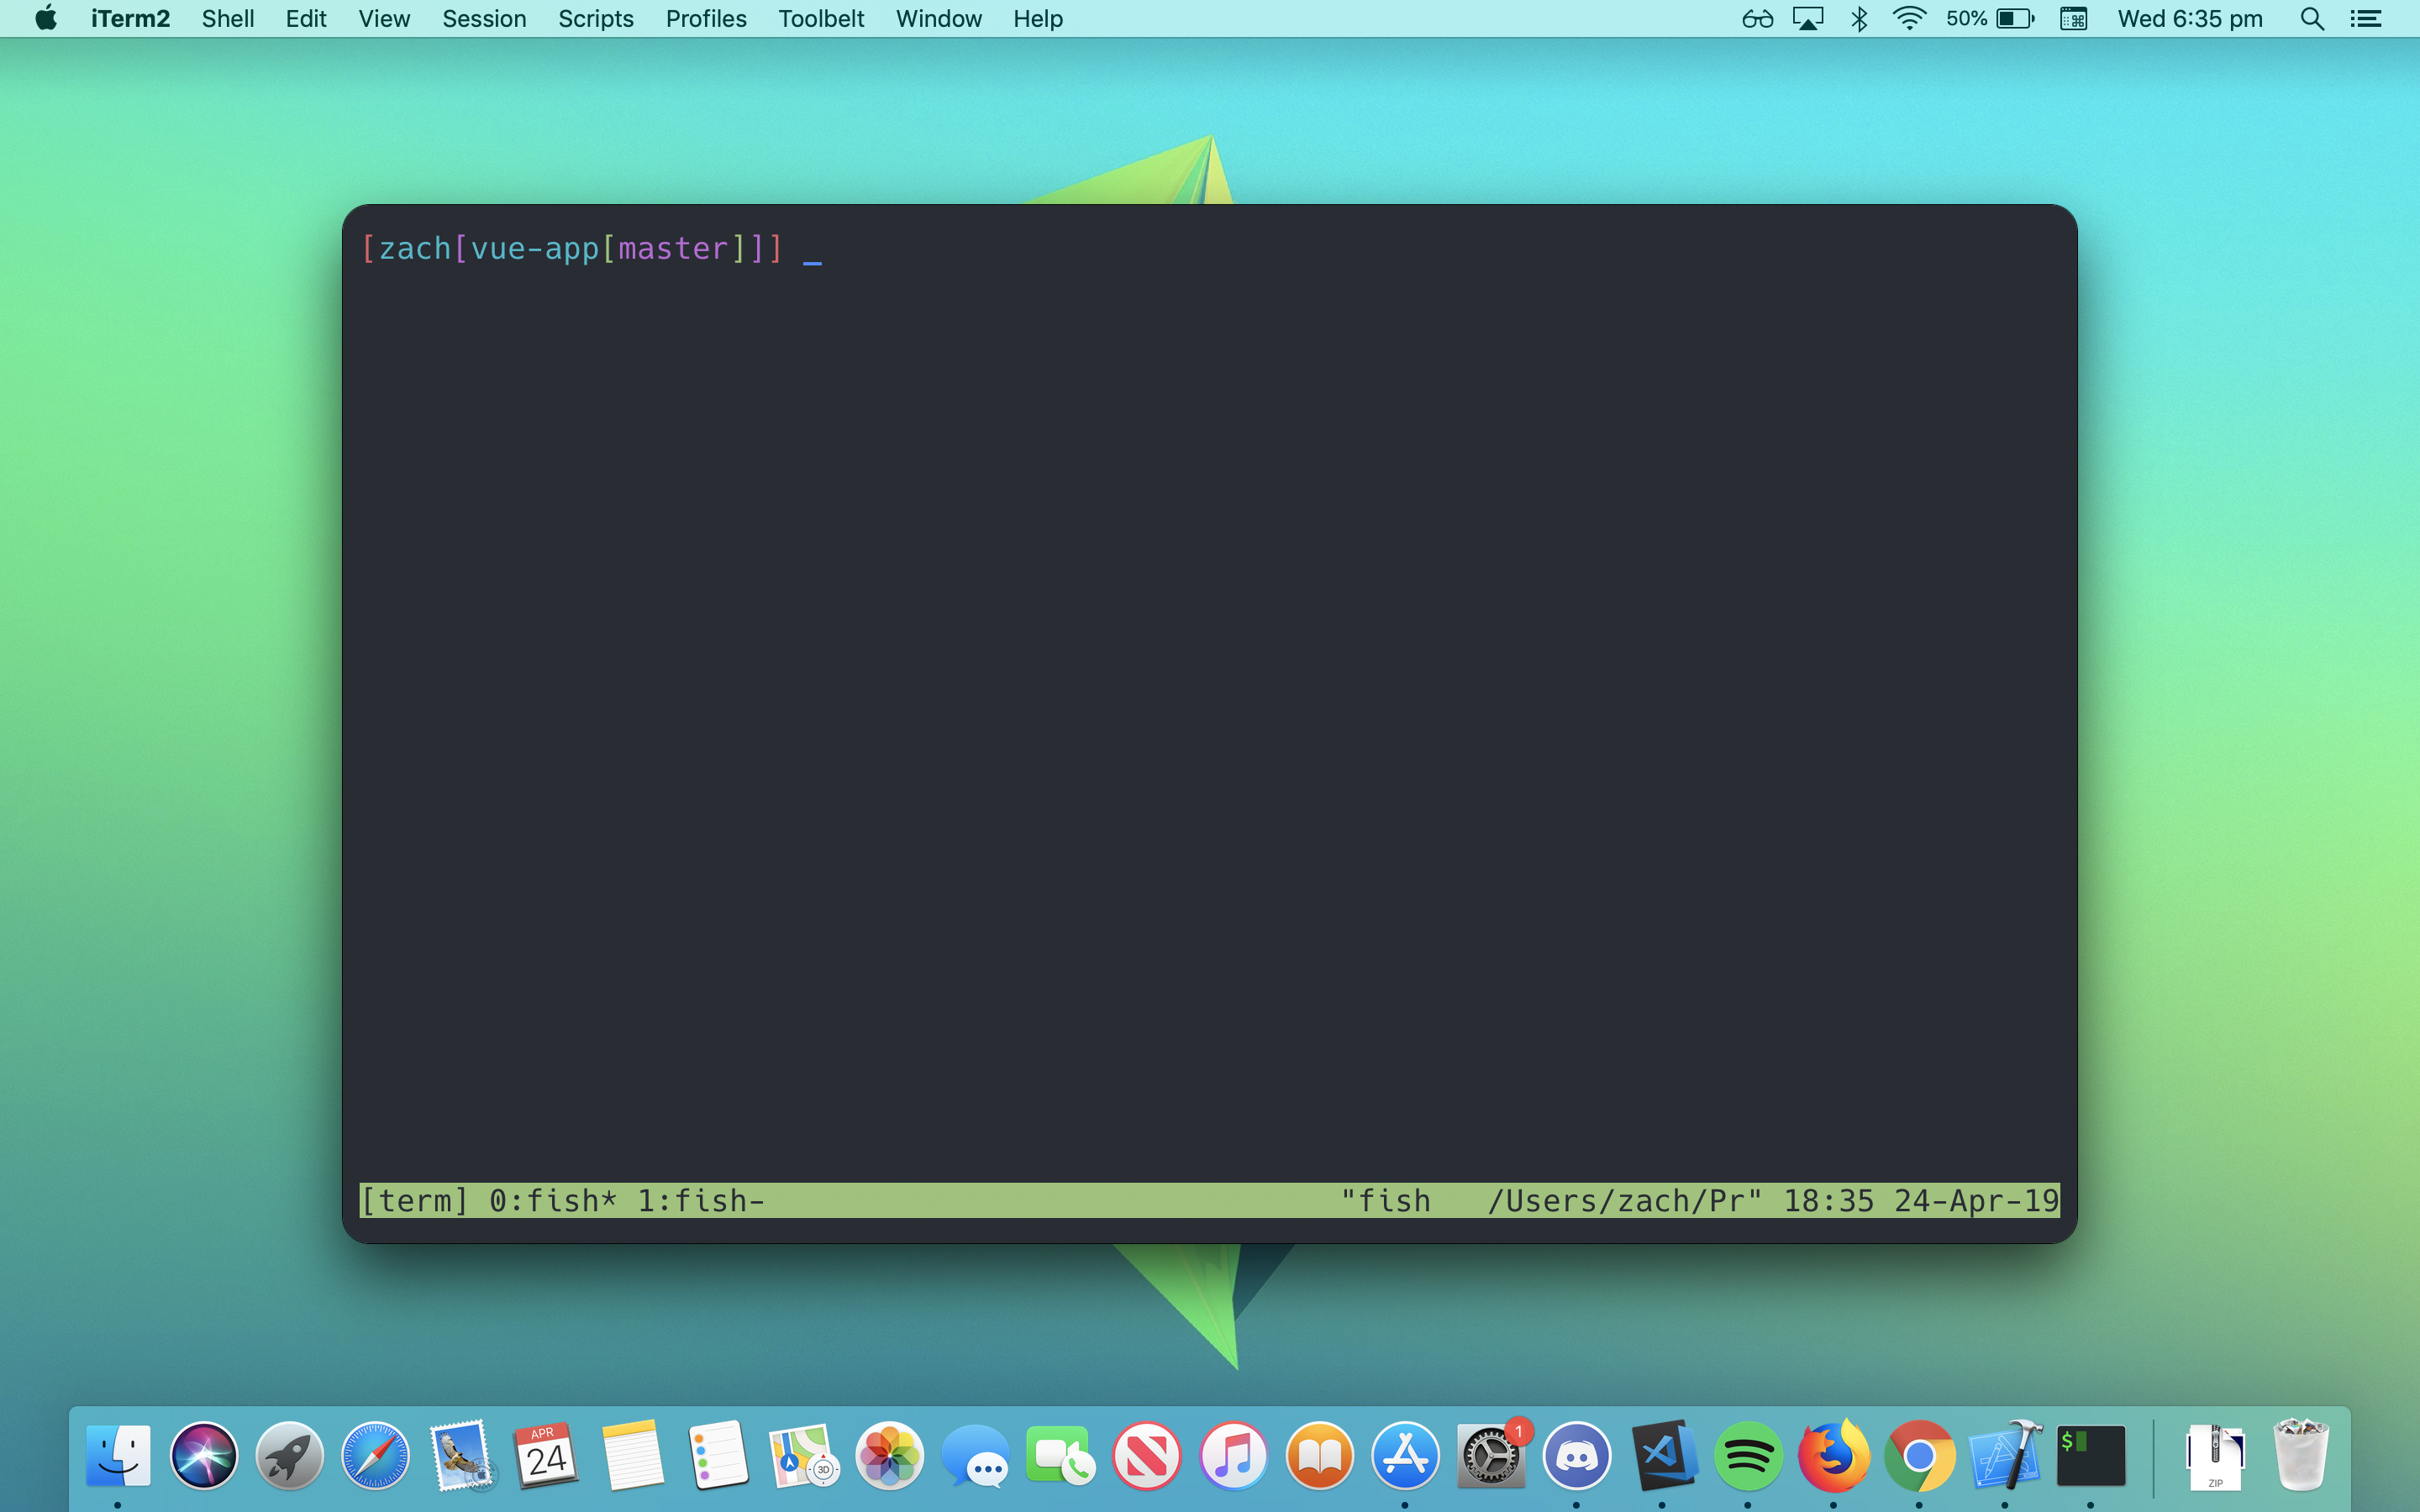 iTerm2 Shell Edit View Session Scripts Profiles Toolbelt Window Help 50% Wed 6:35 pm
[zach[vue-app[master]]] _
[term] 0:fish* 1:fish- "fish   /Users/zach/Pr" 18:35 24-Apr-19
APR
24
3D
1
$
ZIP